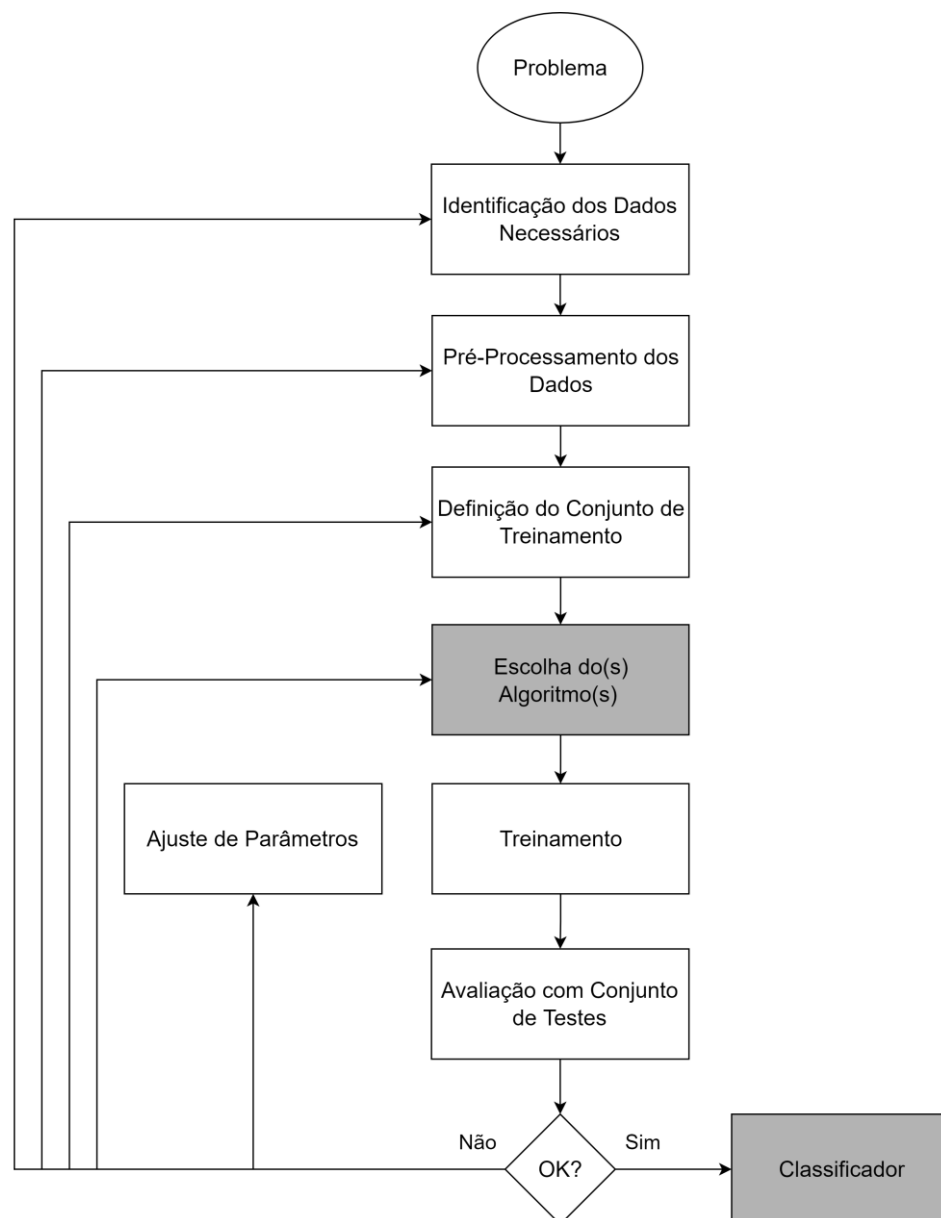 Problema
Identificação dos Dados
Necessários
Pré-Processamento dos
Dados
Definição do Conjunto de
Treinamento
Escolha do(s)
Algoritmo(s)
Ajuste de Parâmetros
Treinamento
Avaliação com Conjunto
de Testes
Não
OK?
Sim
Classificador